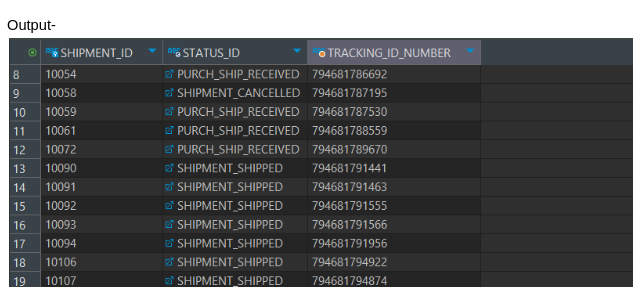 Output-
SHIPMENT_ID STATUS_ID TRACKING_ID_NUMBER
8 10054 PURCH_SHIP_RECEIVED 794681786692
9 10058 SHIPMENT_CANCELLED 794681787195
10 10059 PURCH_SHIP_RECEIVED 794681787530
11 10061 PURCH_SHIP_RECEIVED 794681788559
12 10072 PURCH_SHIP_RECEIVED 794681789670
13 10090 SHIPMENT_SHIPPED 794681791441
14 10091 SHIPMENT_SHIPPED 794681791463
15 10092 SHIPMENT_SHIPPED 794681791555
16 10093 SHIPMENT_SHIPPED 794681791566
17 10094 SHIPMENT_SHIPPED 794681791956
18 10106 SHIPMENT_SHIPPED 794681794922
19 10107 SHIPMENT_SHIPPED 794681794874